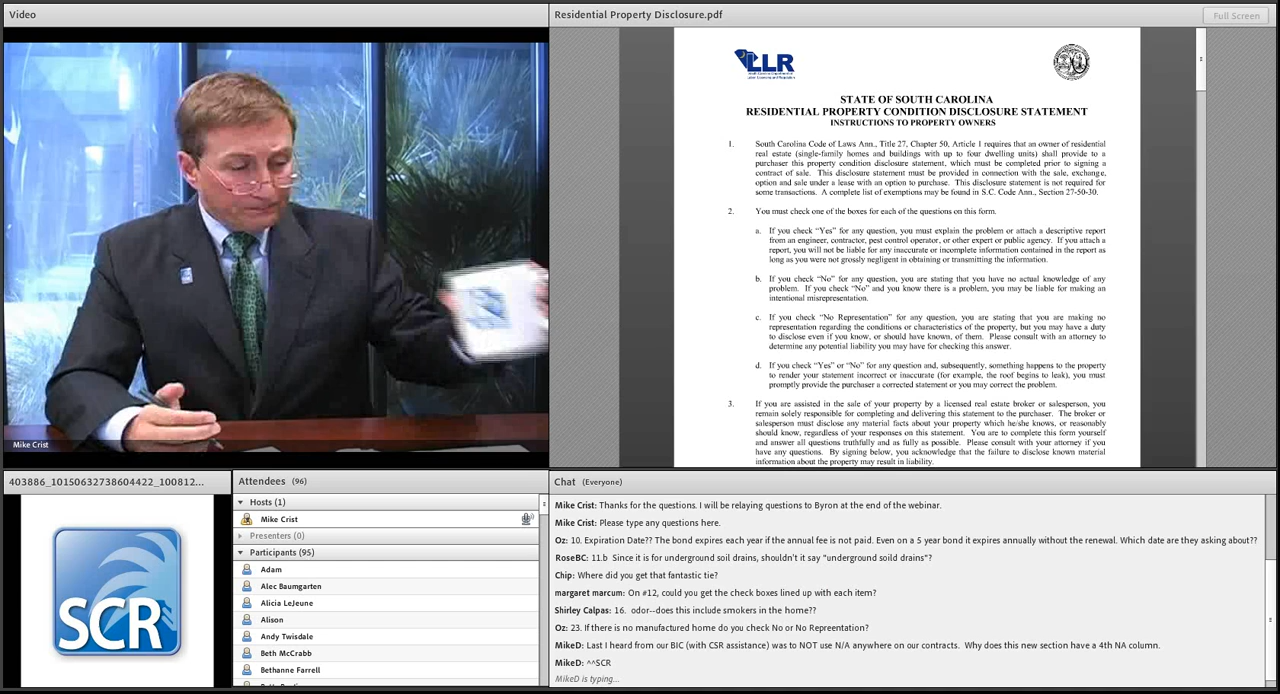 Video
Mike Crist
Residential Property Disclosure.pdf
Full Screen
LLR
STATE OF SOUTH CAROLINA
RESIDENTIAL PROPERTY CONDITION DISCLOSURE STATEMENT
INSTRUCTIONS TO PROPERTY OWNERS
1. South Carolina Code of Laws Ann., Title 27, Chapter 50, Article 1 requires that an owner of residential
real estate (single-family homes and buildings with up to four dwelling units) shall provide to a
purchaser this property condition disclosure statement, which must be completed prior to signing a
contract of sale. This disclosure statement must be provided in connection with the sale, exchange,
option and sale under a lease with an option to purchase. This disclosure statement is not required for
some transactions. A complete list of exemptions may be found in S.C. Code Ann., Section 27-50-30.
2. You must check one of the boxes for each of the questions on this form.
a. If you check "Yes" for any question, you must explain the problem or attach a descriptive report
from an engineer, contractor, pest control operator, or other expert or public agency. If you attach a
report, you will not be liable for any inaccurate or incomplete information contained in the report as
long as you were not grossly negligent in obtaining or transmitting the information.
b. If you check "No" for any question, you are stating that you have no actual knowledge of any
problem. If you check "No" and you know there is a problem, you may be liable for making an
intentional misrepresentation.
c. If you check "No Representation" for any question, you are stating that you are making no
representation regarding the conditions or characteristics of the property, but you may have a duty
to disclose even if you know, or should have known, of them. Please consult with an attorney to
determine any potential liability you may have for checking this answer.
d. If you check "Yes" or "No" for any question and, subsequently, something happens to the property
to render your statement incorrect or inaccurate (for example, the roof begins to leak), you must
promptly provide the purchaser a corrected statement or you may correct the problem.
3. If you are assisted in the sale of your property by a licensed real estate broker or salesperson, you
remain solely responsible for completing and delivering this statement to the purchaser. The broker or
salesperson must disclose any material facts about your property which he/she knows, or reasonably
should know, regardless of your responses on this statement. You are to complete this form yourself
and answer all questions truthfully and as fully as possible. Please consult with your attorney if you
have any questions. By signing below, you acknowledge that the failure to disclose known material
information about the property may result in liability.
403886_10150632738604422_100812...
SCR
Attendees (96)
Hosts (1)
Mike Crist
Presenters (0)
Participants (95)
Adam
Alec Baumgarten
Alicia LeJeune
Alison
Andy Twisdale
Beth McCrabb
Bethanne Farrell
Chat (Everyone)
Mike Crist: Thanks for the questions. I will be relaying questions to Byron at the end of the webinar.
Mike Crist: Please type any questions here.
Oz: 10. Expiration Date?? The bond expires each year if the annual fee is not paid. Even on a 5 year bond it expires annually without the renewal. Which date are they asking about??
RoseBC: 11.b Since it is for underground soil drains, shouldn't it say "underground soild drains"?
Chip: Where did you get that fantastic tie?
margaret marcum: On #12, could you get the check boxes lined up with each item?
Shirley Calpas: 16. odor--does this include smokers in the home??
Oz: 23. If there is no manufactured home do you check No or No Repreentation?
MikeD: Last I heard from our BIC (with CSR assistance) was to NOT use N/A anywhere on our contracts. Why does this new section have a 4th NA column.
MikeD: ^^SCR
MikeD is typing...